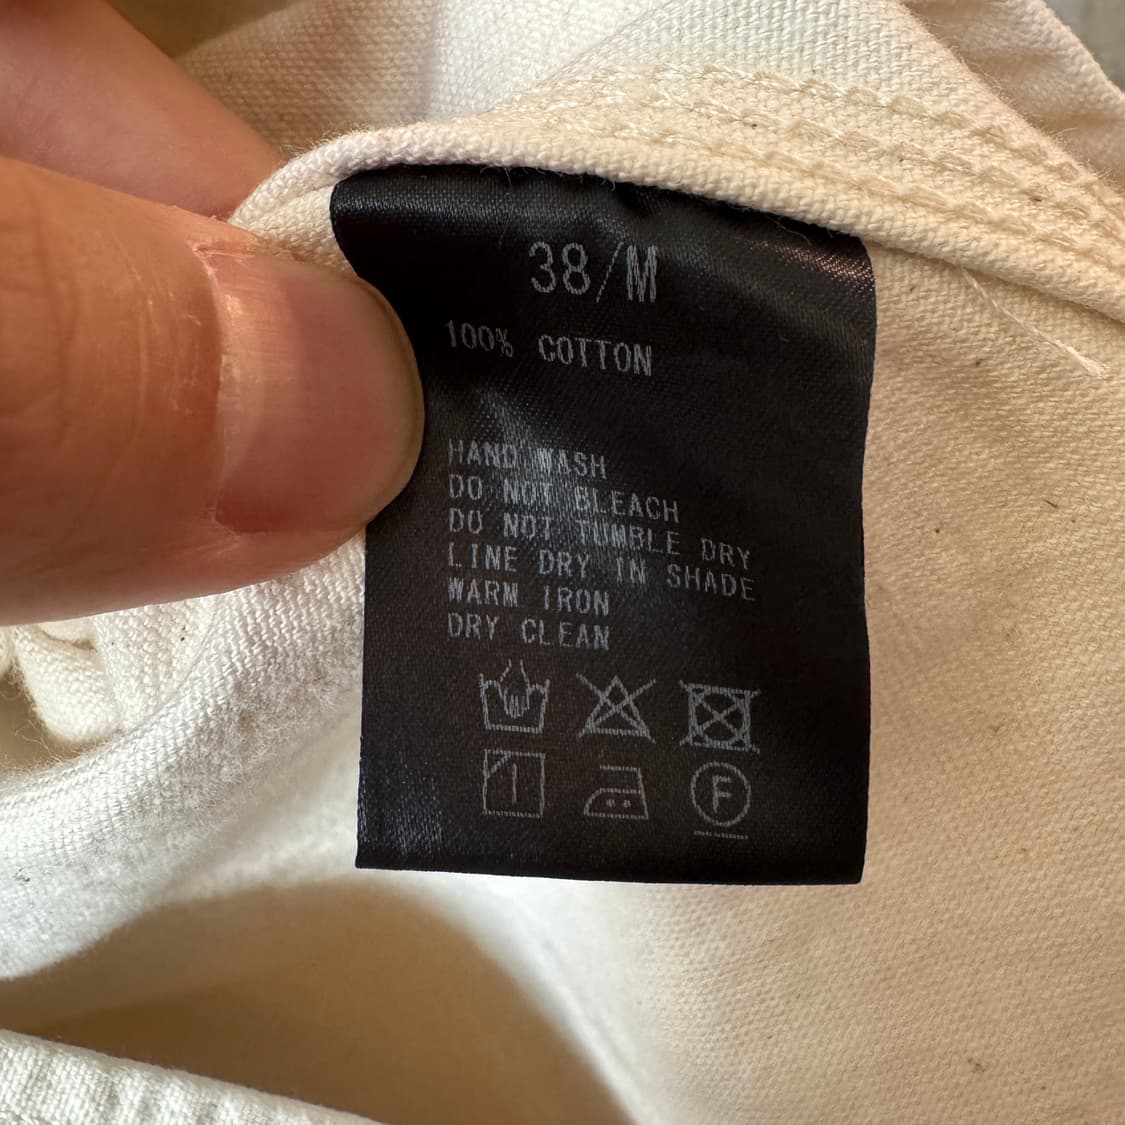 38/M
100% COTTON
HAND WASH
DO NOT BLEACH
DO NOT TUMBLE DRY
LINE DRY IN SHADE
WARM IRON
DRY CLEAN
F